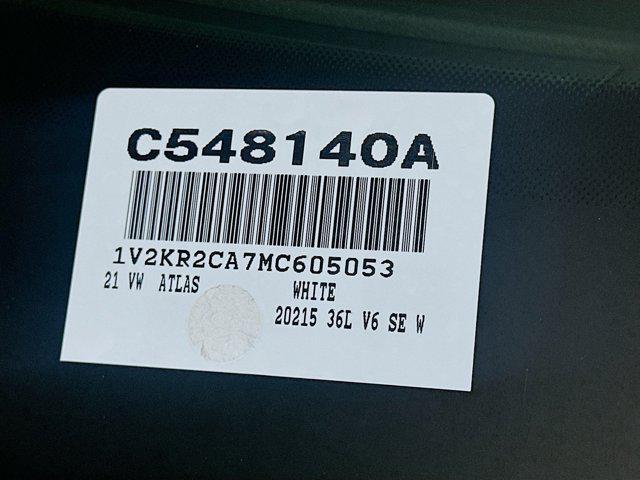 C548140A
1V2KR2CA7MC605053
21 VW ATLAS WHITE
20215 36L V6 SE W